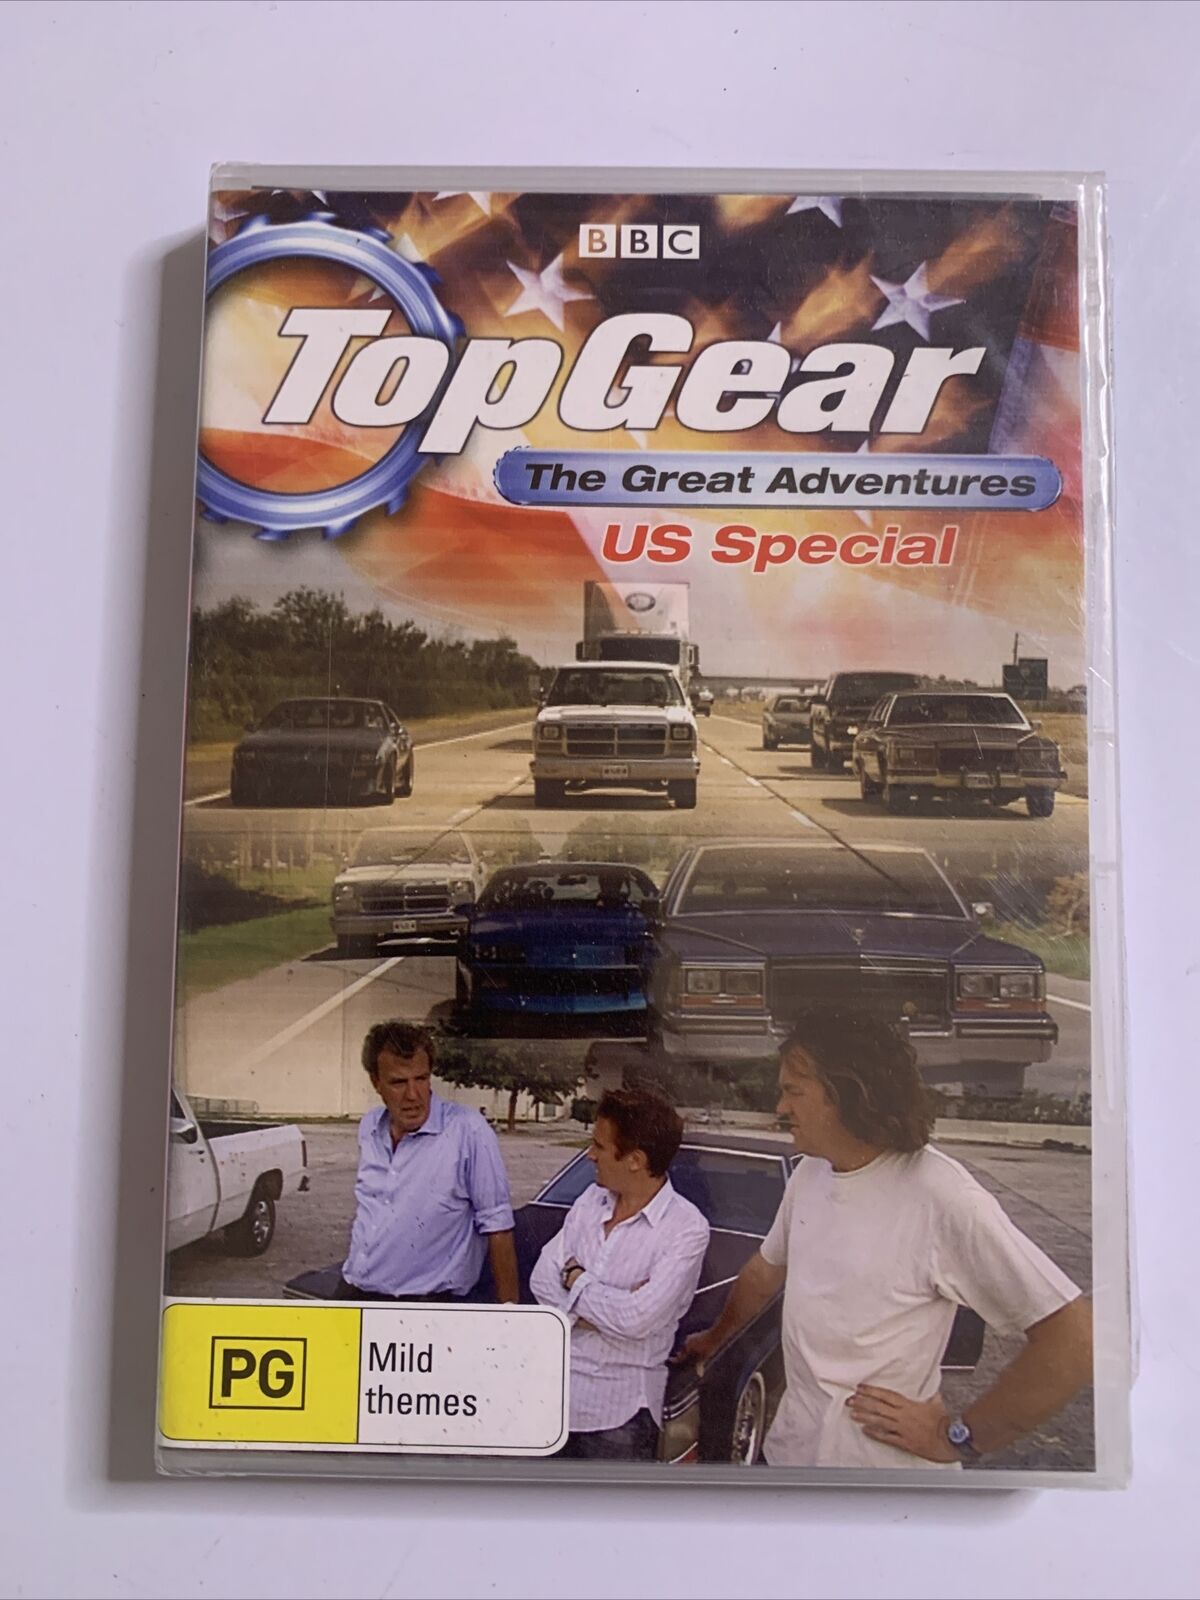 BBC
TopGear
The Great Adventures
US Special
PG
Mild
themes